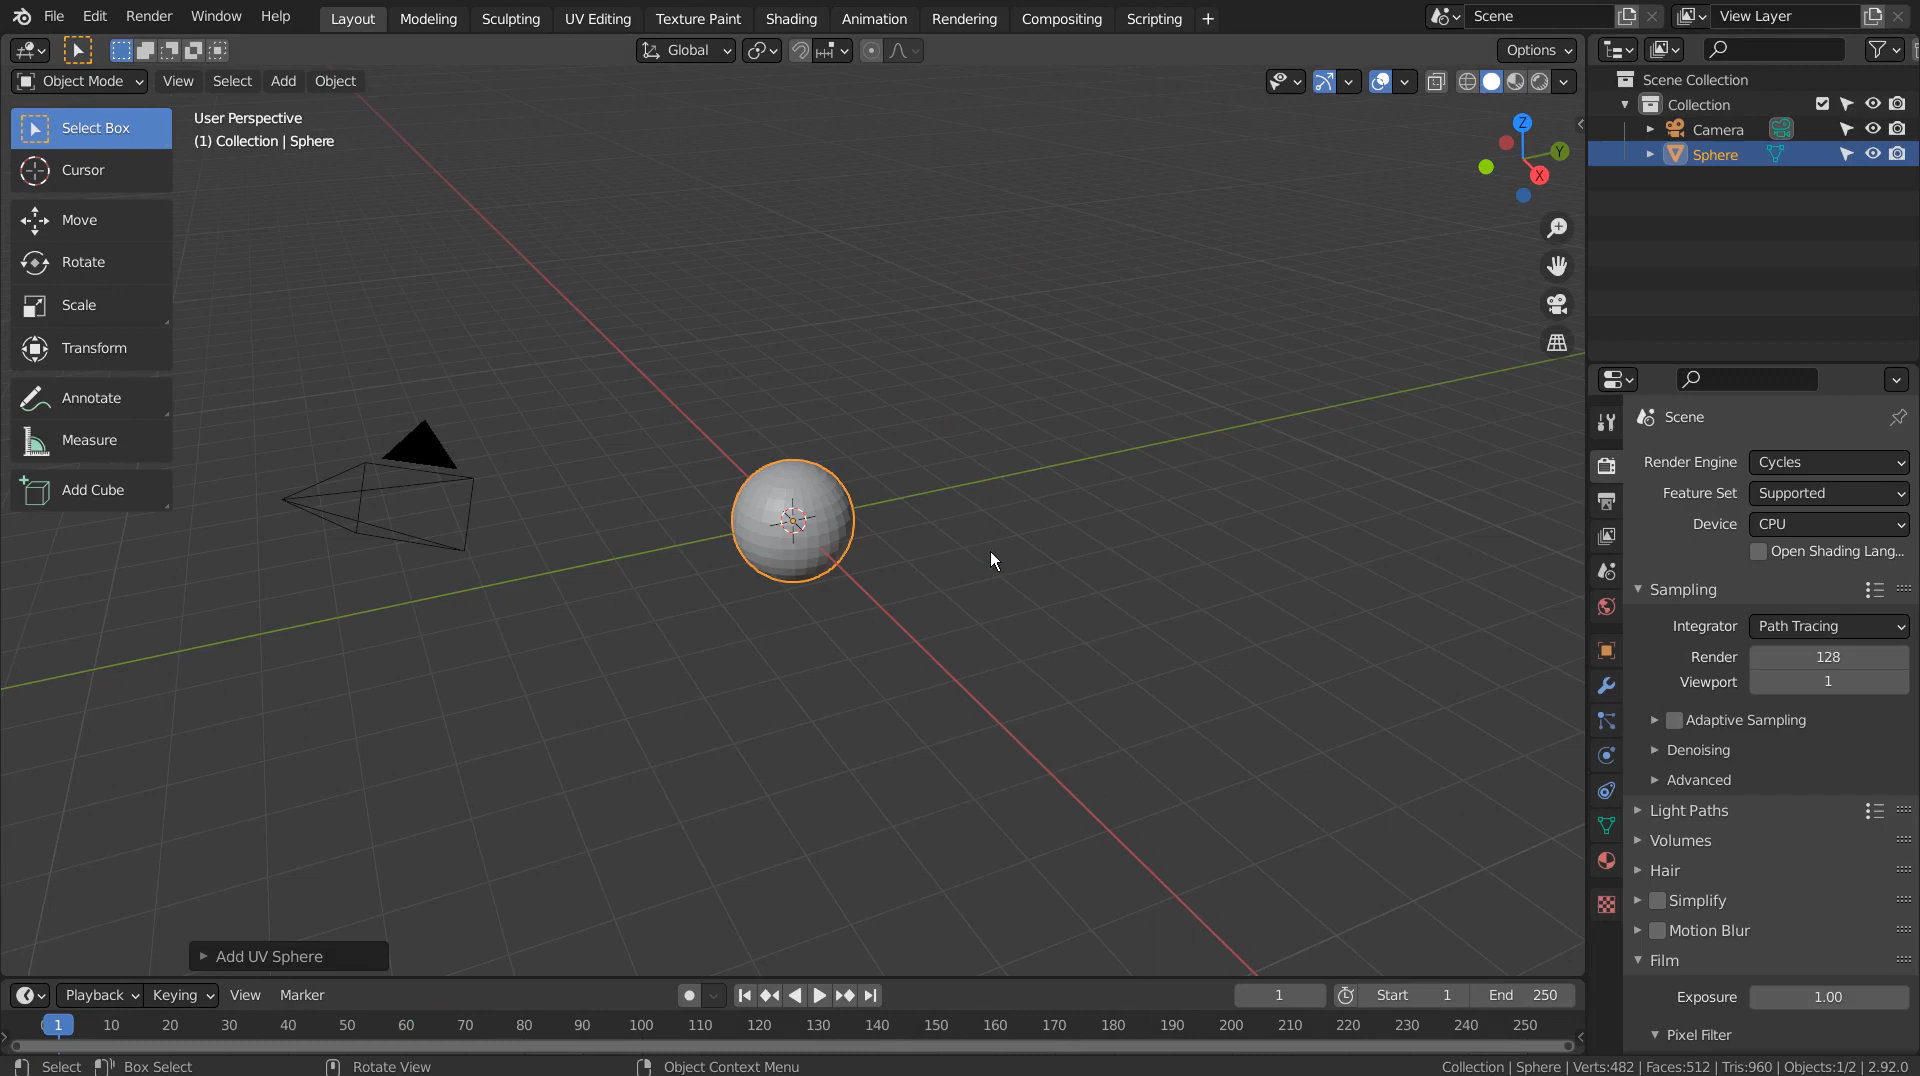 File Edit Render Window Help Layout Modeling Sculpting UV Editing Texture Paint Shading Animation Rendering Compositing Scripting + Scene View Layer
Global Options
Object Mode View Select Add Object
Select Box
Cursor
Move
Rotate
Scale
Transform
Annotate
Measure
Add Cube
User Perspective
(1) Collection | Sphere
Z
Y
X
Add UV Sphere
Scene Collection
Collection
Camera
Sphere
Scene
Render Engine Cycles
Feature Set Supported
Device CPU
Open Shading Lang...
Sampling
Integrator Path Tracing
Render 128
Viewport 1
Adaptive Sampling
Denoising
Advanced
Light Paths
Volumes
Hair
Simplify
Motion Blur
Film
Exposure 1.00
Pixel Filter
Playback Keying View Marker 1 Start 1 End 250
1 10 20 30 40 50 60 70 80 90 100 110 120 130 140 150 160 170 180 190 200 210 220 230 240 250
Select Box Select Rotate View Object Context Menu Collection | Sphere | Verts:482 | Faces:512 | Tris:960 | Objects:1/2 | 2.92.0